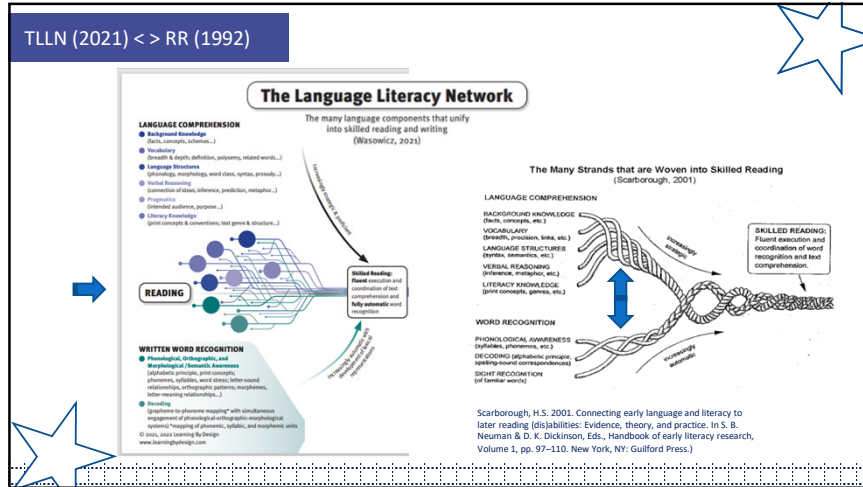 TLLN (2021) < > RR (1992)
The Language Literacy Network
The many language components that unify
into skilled reading and writing
(Wasowicz, 2021)
LANGUAGE COMPREHENSION
Background Knowledge
(facts, concepts, schemas...)
Vocabulary
(breadth & depth; definition, polysemy, related words...)
Language Structures
(phonology, morphology, word class, syntax, prosody...)
Verbal Reasoning
(connection of ideas; inference, prediction, metaphor...)
Pragmatics
(intended audience, purpose...)
Literacy Knowledge
(print concepts & conventions; text genre & structure...)
Increasingly strategic & proficient
READING
Skilled Reading:
Fluent execution and
coordination of text
comprehension and
fully automatic word
recognition
Increasingly automatic with
development of lexical
representations
WRITTEN WORD RECOGNITION
Phonological, Orthographic, and
Morphological /Semantic Awareness
(alphabetic principle, print concepts;
phonemes, syllables, word stress; letter-sound
relationships, orthographic patterns; morphemes,
letter-meaning relationships...)
Decoding
(grapheme-to-phoneme mapping* with simultaneous
engagement of phonological-orthographic-morphological
systems) *mapping of phonemic, syllabic, and morphemic units
© 2021, 2022 Learning By Design
www.learningbydesign.com
The Many Strands that are Woven into Skilled Reading
(Scarborough, 2001)
LANGUAGE COMPREHENSION
BACKGROUND KNOWLEDGE
(facts, concepts, etc.)
VOCABULARY
(breadth, precision, links, etc.)
LANGUAGE STRUCTURES
(syntax, semantics, etc.)
VERBAL REASONING
(inference, metaphor, etc.)
LITERACY KNOWLEDGE
(print concepts, genres, etc.)
increasingly
strategic
SKILLED READING:
Fluent execution and
coordination of word
recognition and text
comprehension.
WORD RECOGNITION
PHONOLOGICAL AWARENESS
(syllables, phonemes, etc.)
DECODING (alphabetic principle,
spelling-sound correspondences)
SIGHT RECOGNITION
(of familiar words)
increasingly
automatic
Scarborough, H.S. 2001. Connecting early language and literacy to
later reading (dis)abilities: Evidence, theory, and practice. In S. B.
Neuman & D. K. Dickinson, Eds., Handbook of early literacy research,
Volume 1, pp. 97–110. New York, NY: Guilford Press.)